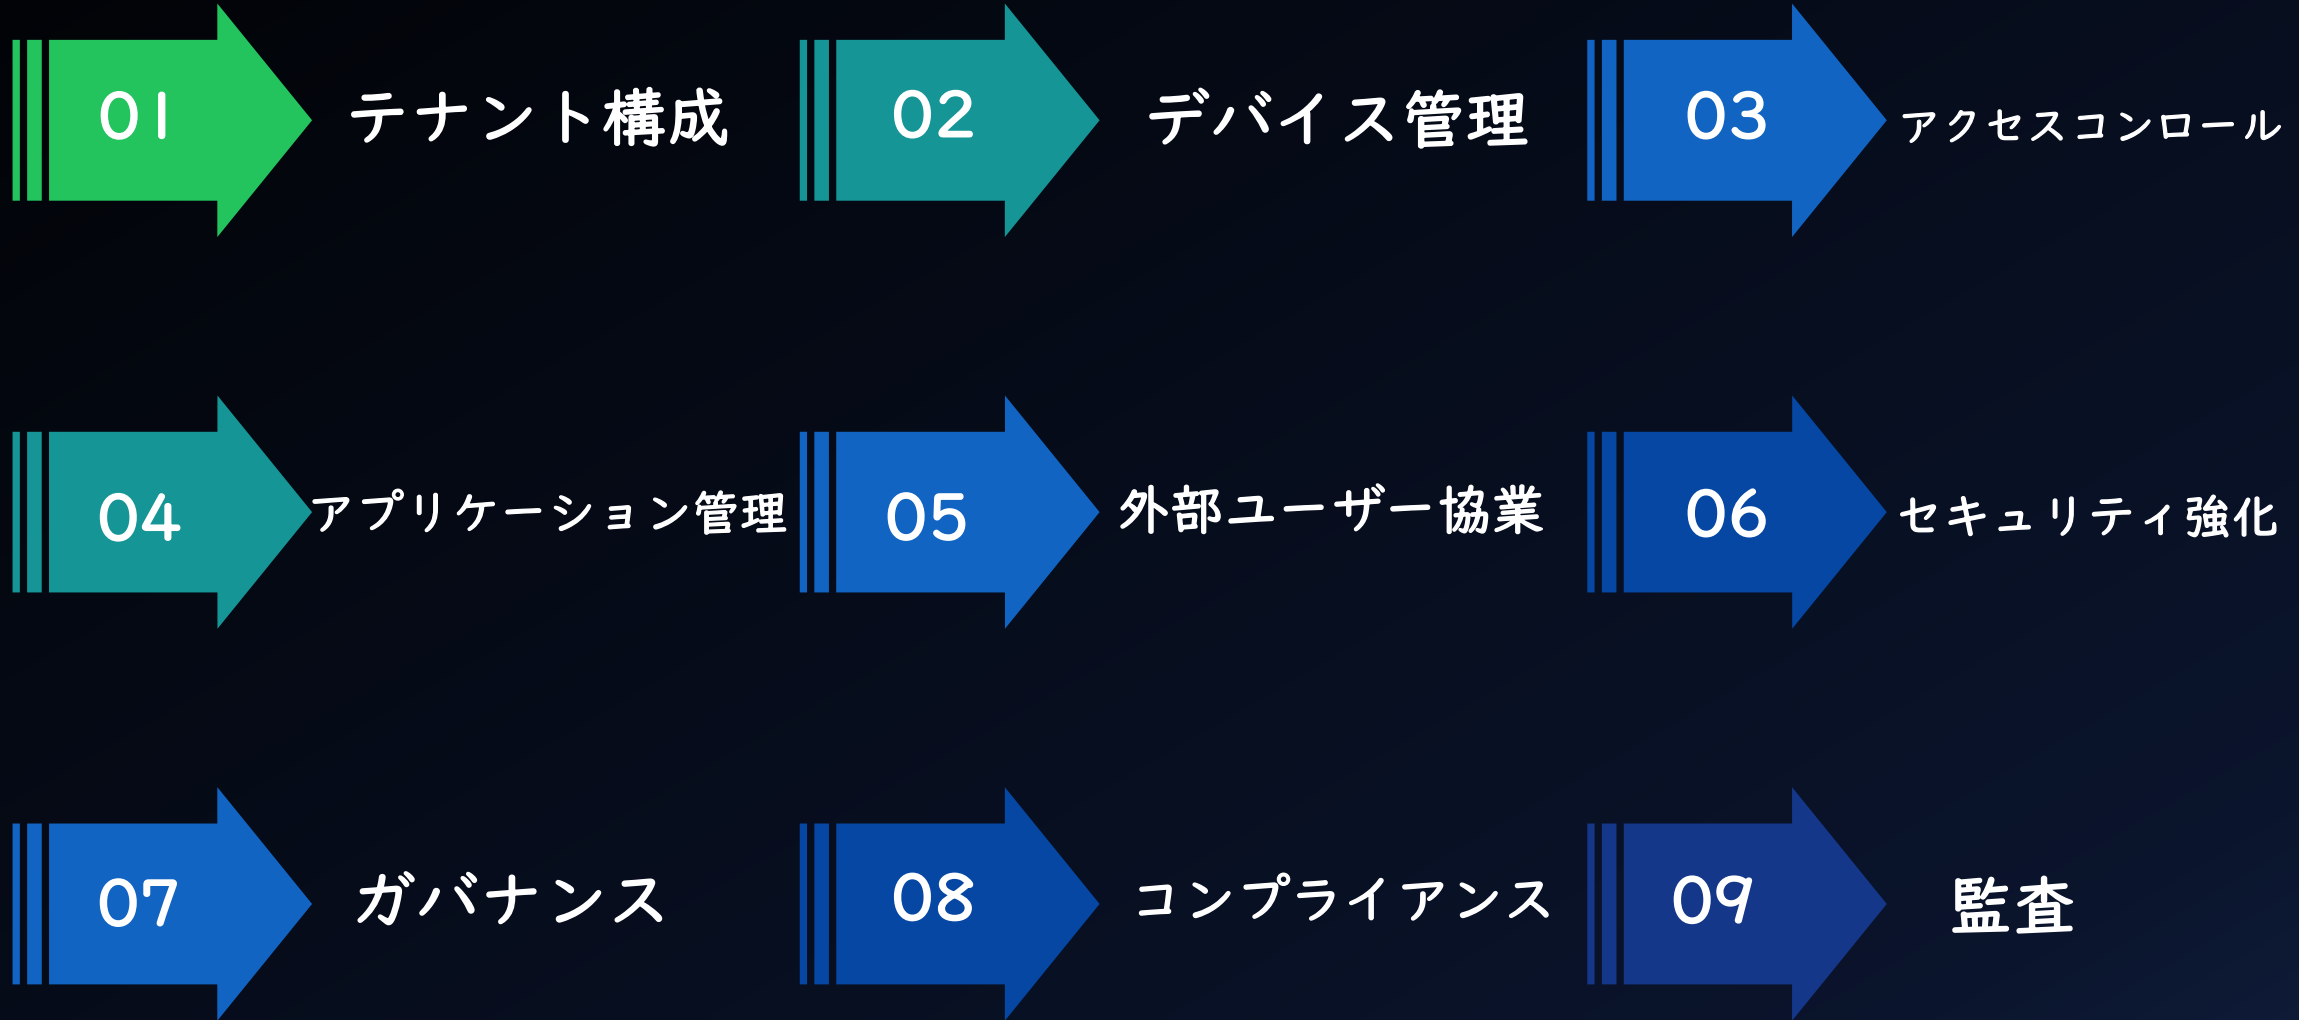 01 テナント構成
02 デバイス管理
03 アクセスコンロール
04 アプリケーション管理
05 外部ユーザー協業
06 セキュリティ強化
07 ガバナンス
08 コンプライアンス
09 監査